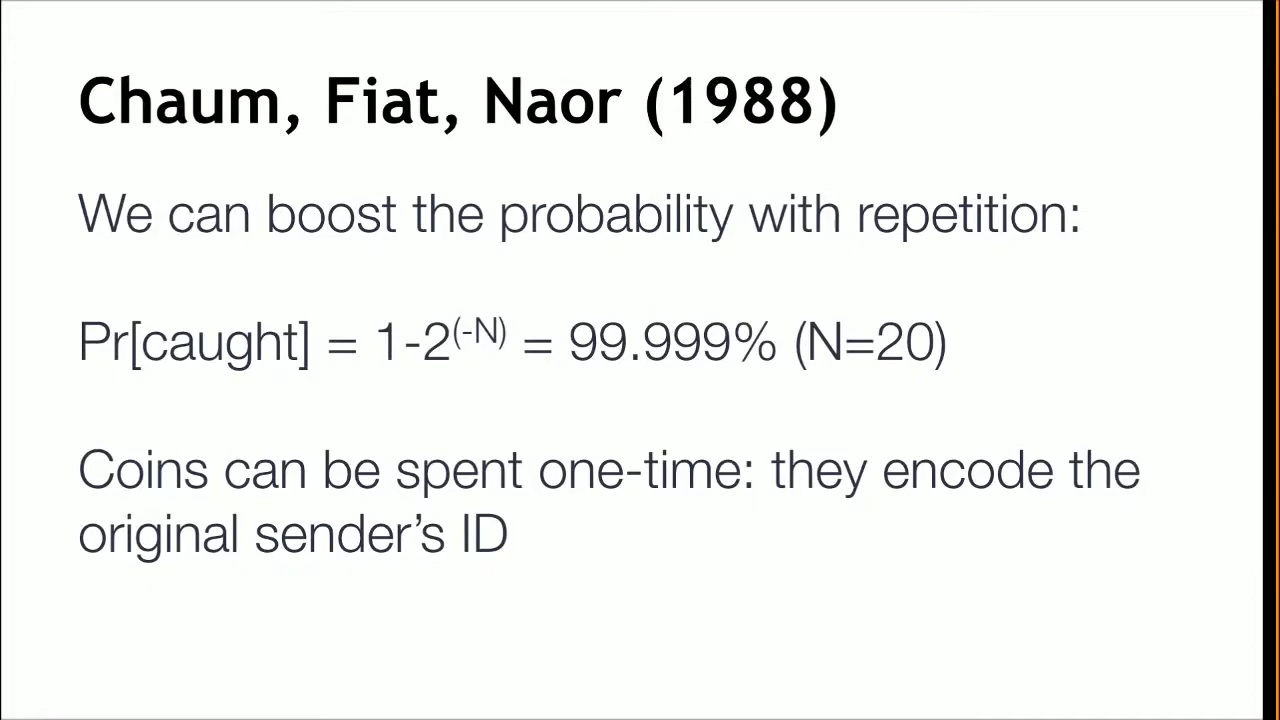 Chaum, Fiat, Naor (1988)
We can boost the probability with repetition:
Pr[caught] = 1-2^(-N) = 99.999% (N=20)
Coins can be spent one-time: they encode the
original sender’s ID